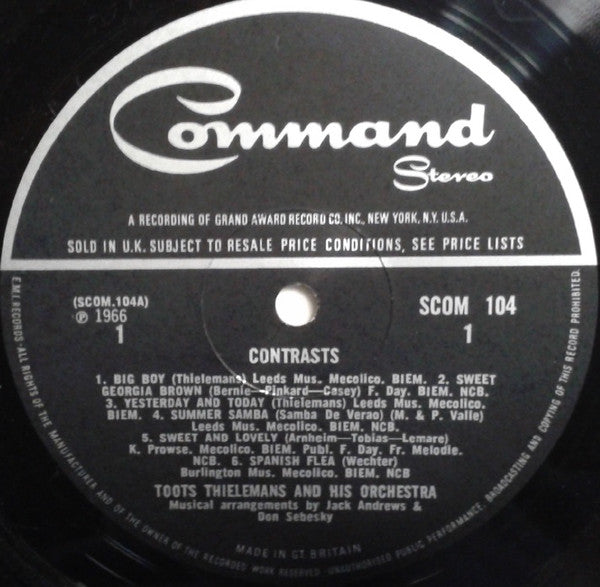 Command
Stereo
A RECORDING OF GRAND AWARD RECORD CO. INC., NEW YORK, N.Y. U.S.A.
SOLD IN U.K. SUBJECT TO RESALE PRICE CONDITIONS, SEE PRICE LISTS
(SCOM.104A)
℗ 1966
1
SCOM 104
1
CONTRASTS
1. BIG BOY (Thielemans) Leeds Mus. Mecolico. BIEM. 2. SWEET
GEORGIA BROWN (Bernie—Pinkard—Casey) F. Day. BIEM. NCB.
3. YESTERDAY AND TODAY (Thielemans) Leeds Mus. Mecolico.
BIEM. 4. SUMMER SAMBA (Samba De Verao) (M. & P. Valle)
Leeds Mus. Mecolico. BIEM. NCB.
5. SWEET AND LOVELY (Arnheim—Tobias—Lemare)
K. Prowse. Mecolico. BIEM. Publ. F. Day. Fr. Melodie.
NCB. 6. SPANISH FLEA (Wechter)
Burlington Mus. Mecolico. BIEM. NCB
TOOTS THIELEMANS AND HIS ORCHESTRA
Musical arrangements by Jack Andrews &
Don Sebesky
MADE IN GT. BRITAIN
E.M.I. RECORDS·ALL RIGHTS OF THE MANUFACTURER AND OF THE OWNER OF THE RECORDED WORK RESERVED·UNAUTHORISED PUBLIC PERFORMANCE, BROADCASTING AND COPYING OF THIS RECORD PROHIBITED.